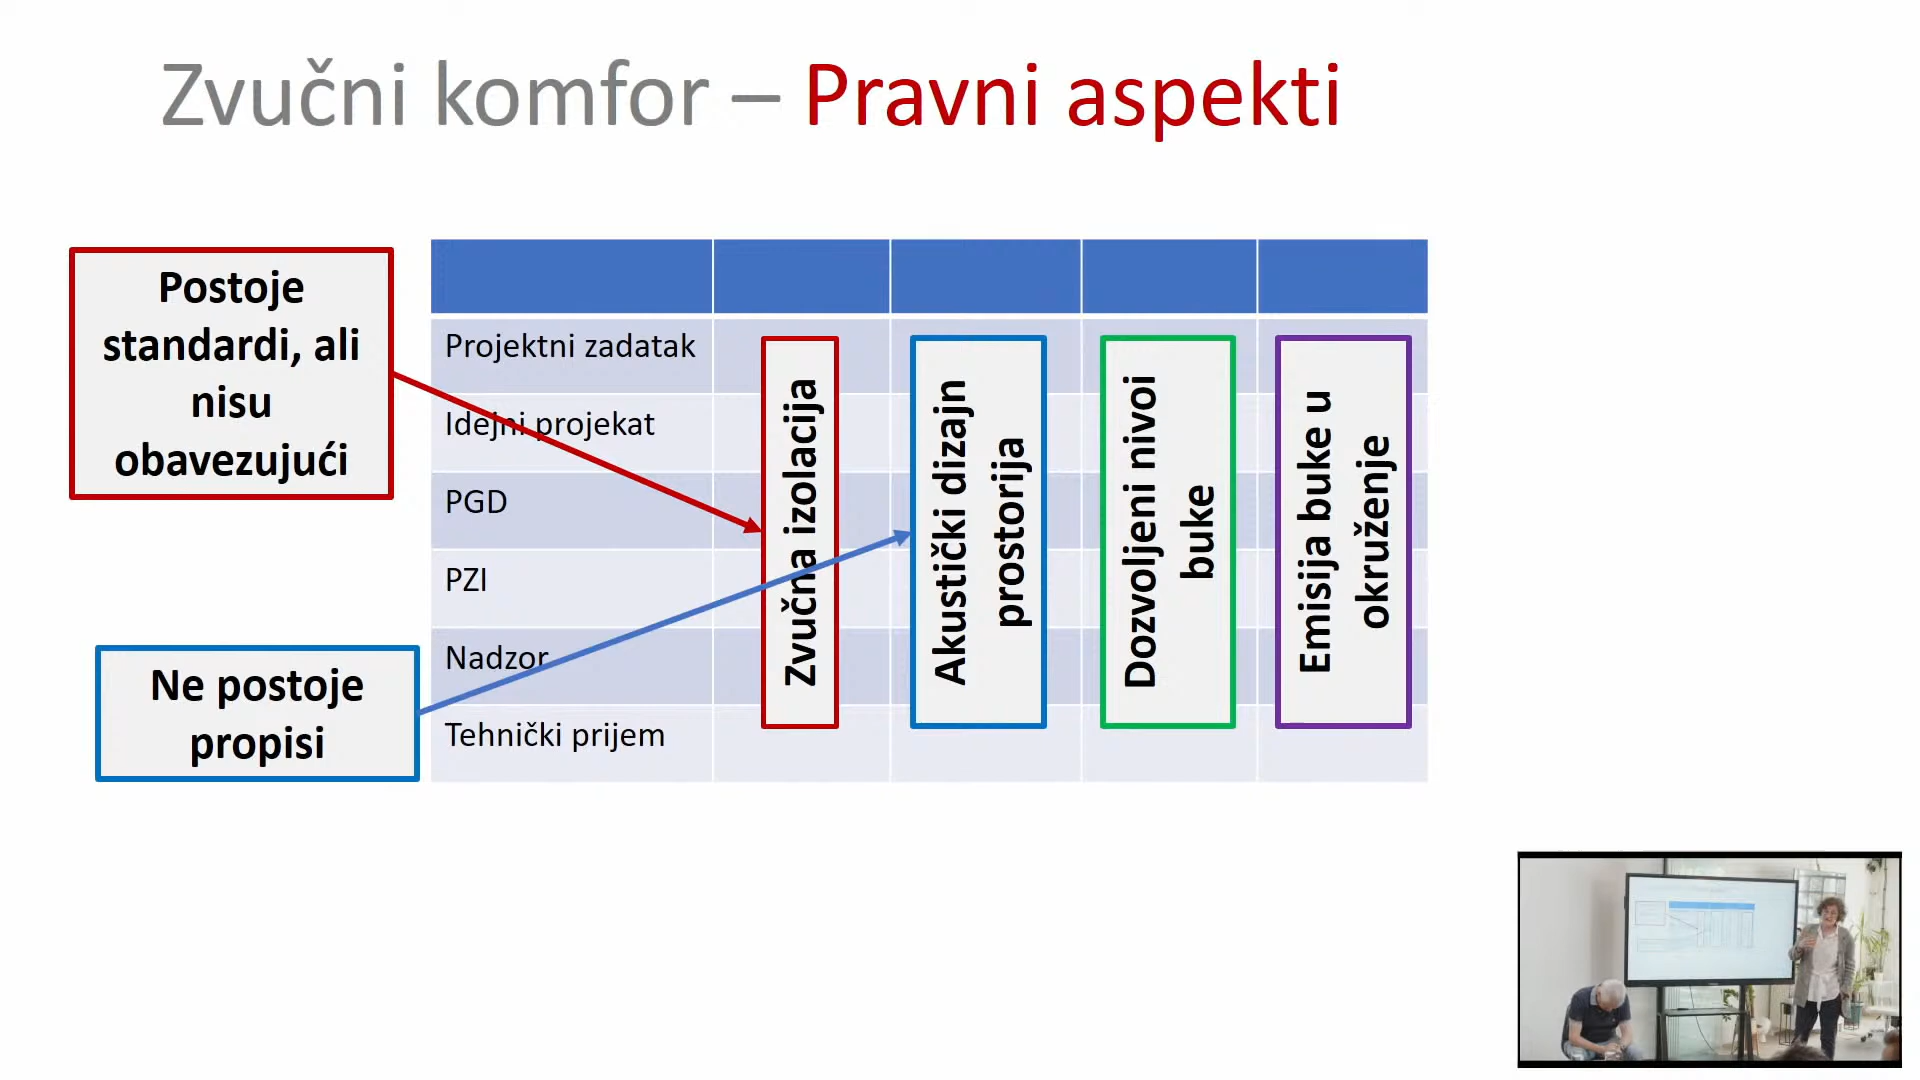 Zvučni komfor – Pravni aspekti
Postoje
standardi, ali
nisu
obavezujući
Ne postoje
propisi
Projektni zadatak
Idejni projekat
PGD
PZI
Nadzor
Tehnički prijem
Zvučna izolacija
Akustički dizajn
prostorija
Dozvoljeni nivoi
buke
Emisija buke u
okruženje